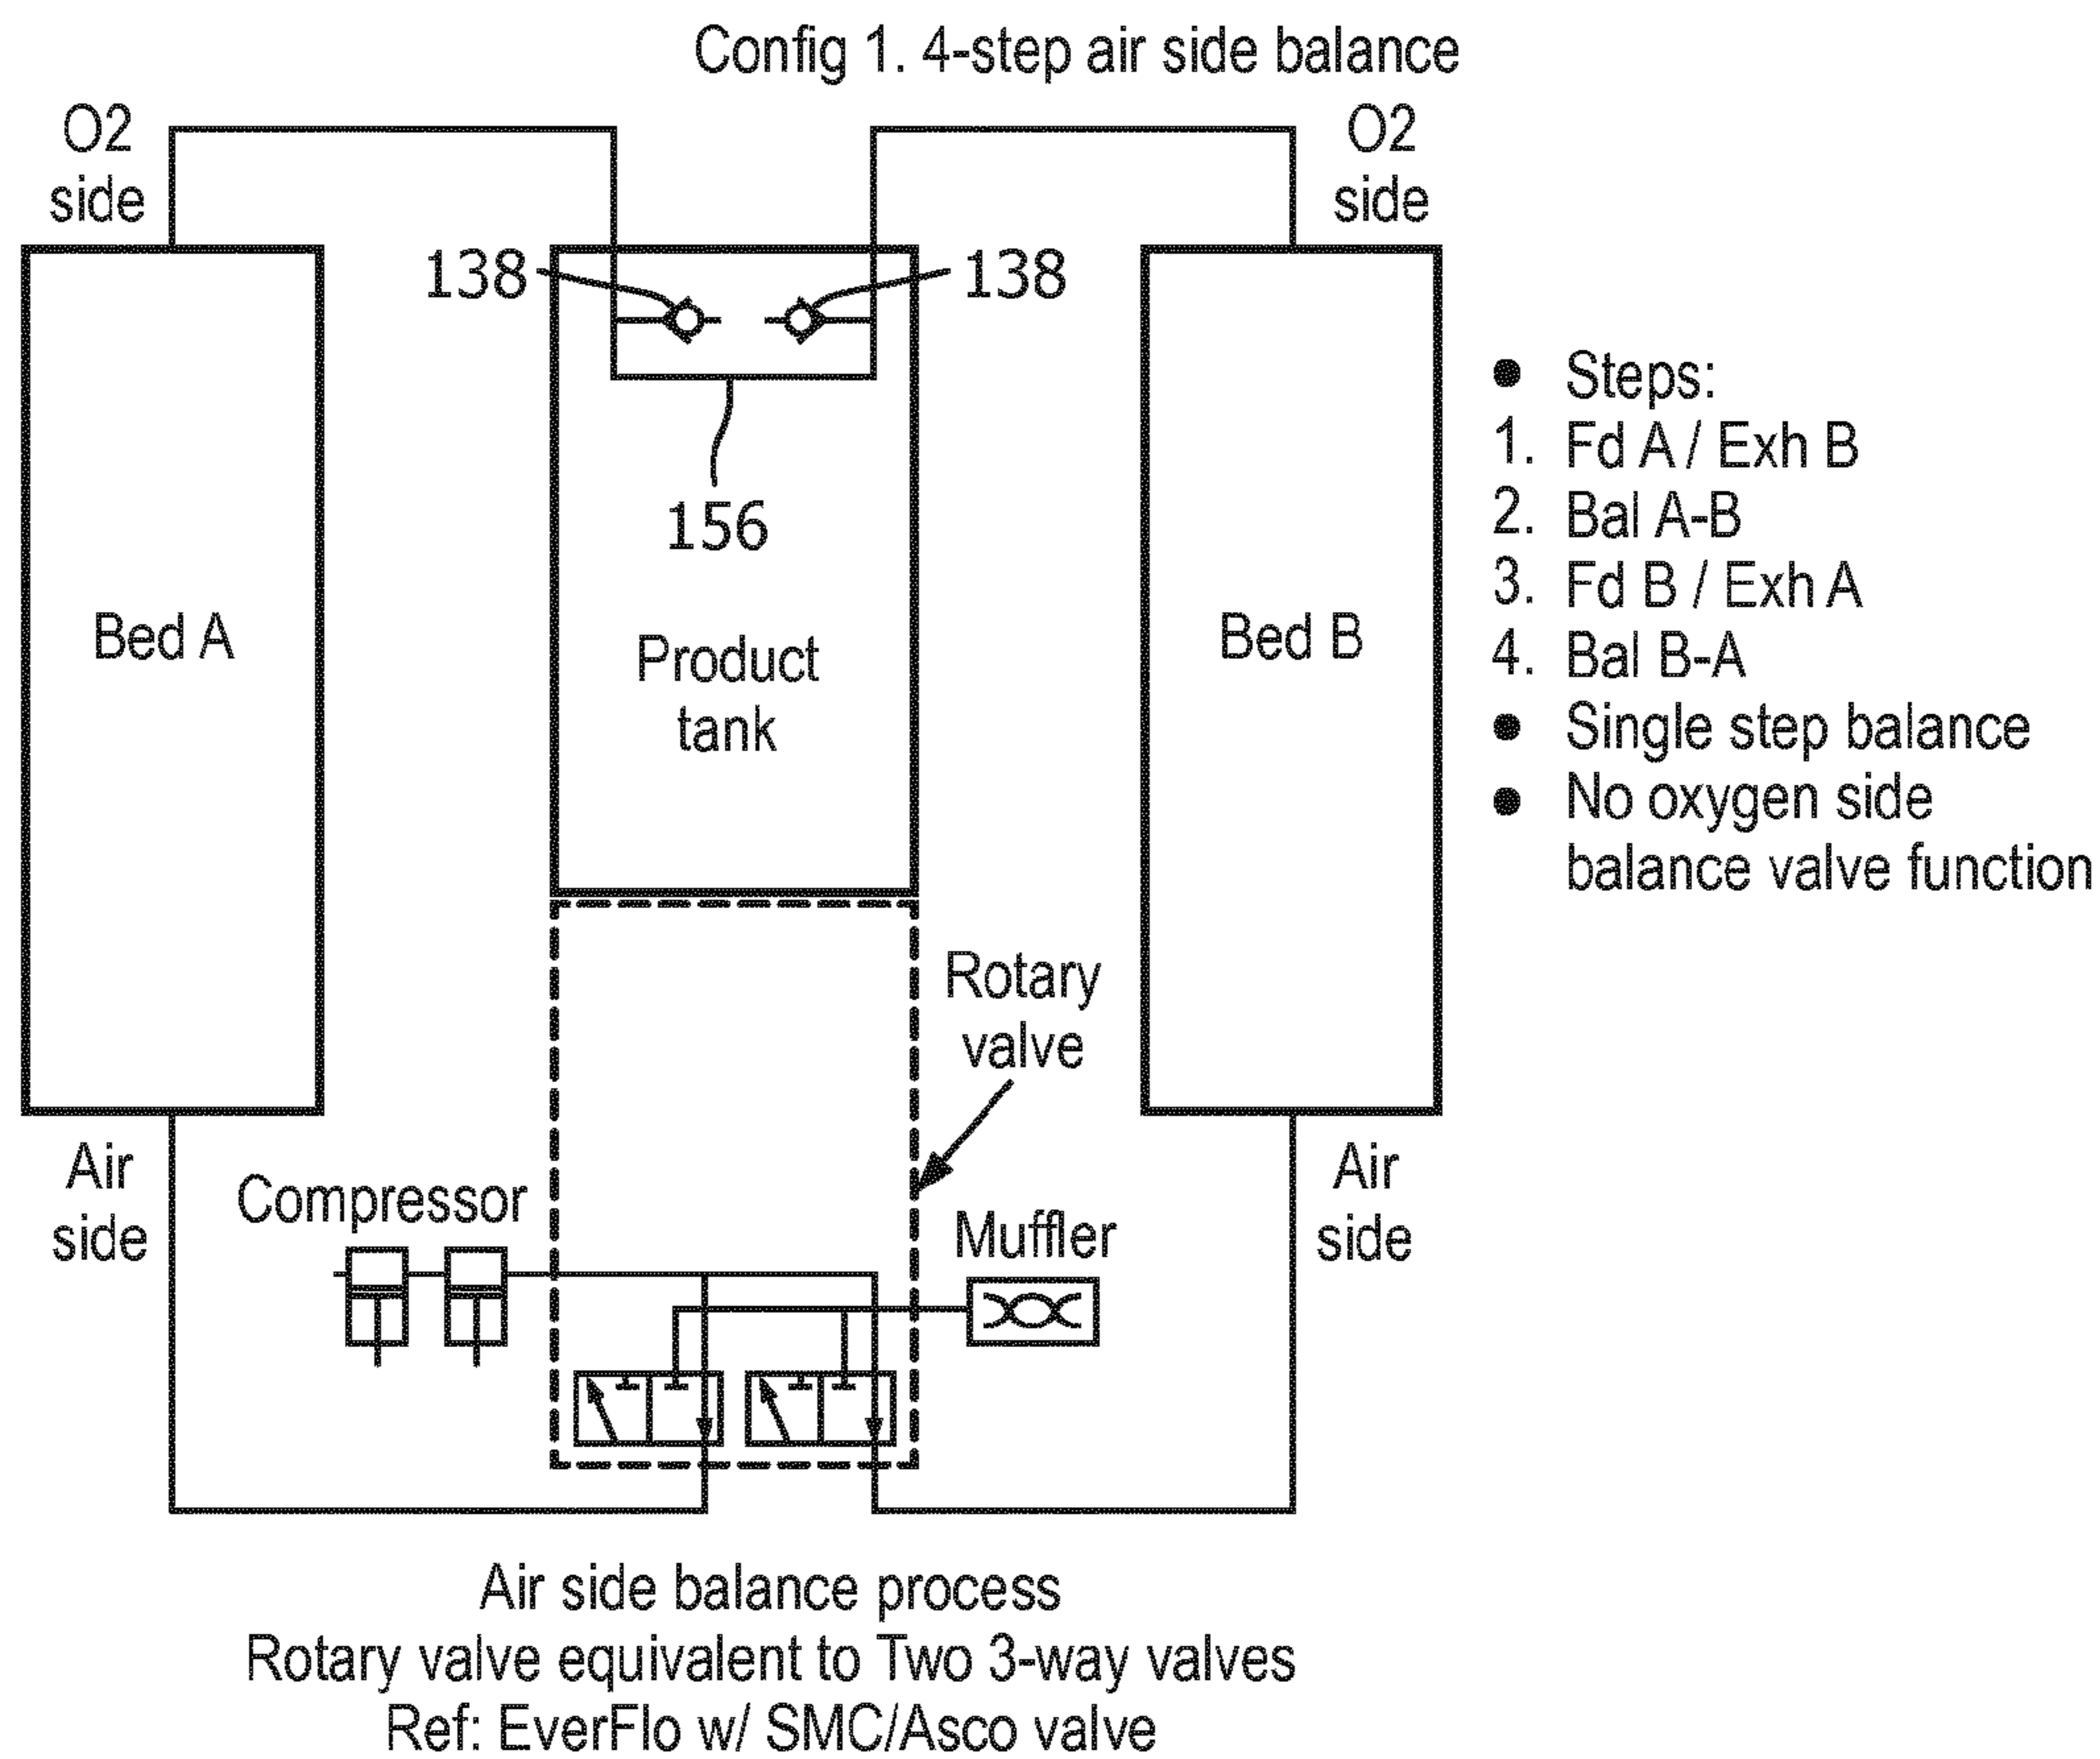 Config 1. 4-step air side balance
O2
side
O2
side
138
138
156
Bed A
Product
tank
Bed B
● Steps:
1. Fd A / Exh B
2. Bal A-B
3. Fd B / Exh A
4. Bal B-A
● Single step balance
● No oxygen side
balance valve function
Rotary
valve
Air
side
Compressor
Muffler
Air
side
Air side balance process
Rotary valve equivalent to Two 3-way valves
Ref: EverFlo w/ SMC/Asco valve